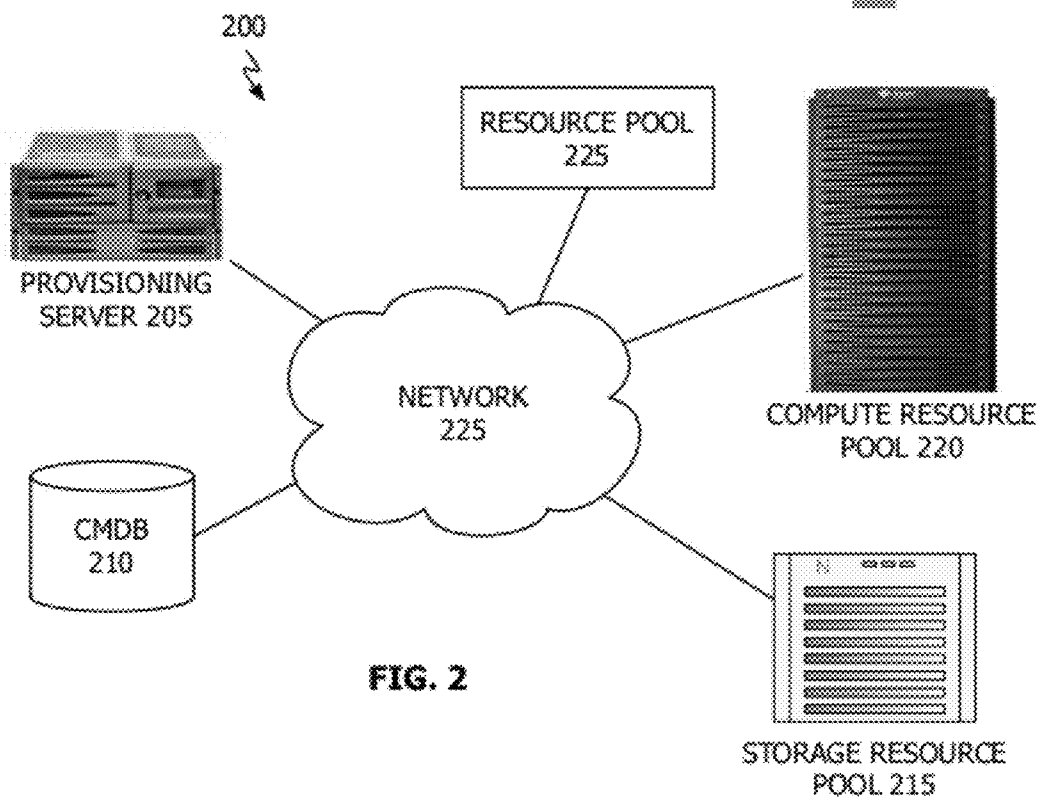 200
RESOURCE POOL
225
PROVISIONING
SERVER 205
NETWORK
225
COMPUTE RESOURCE
POOL 220
CMDB
210
N
FIG. 2
STORAGE RESOURCE
POOL 215